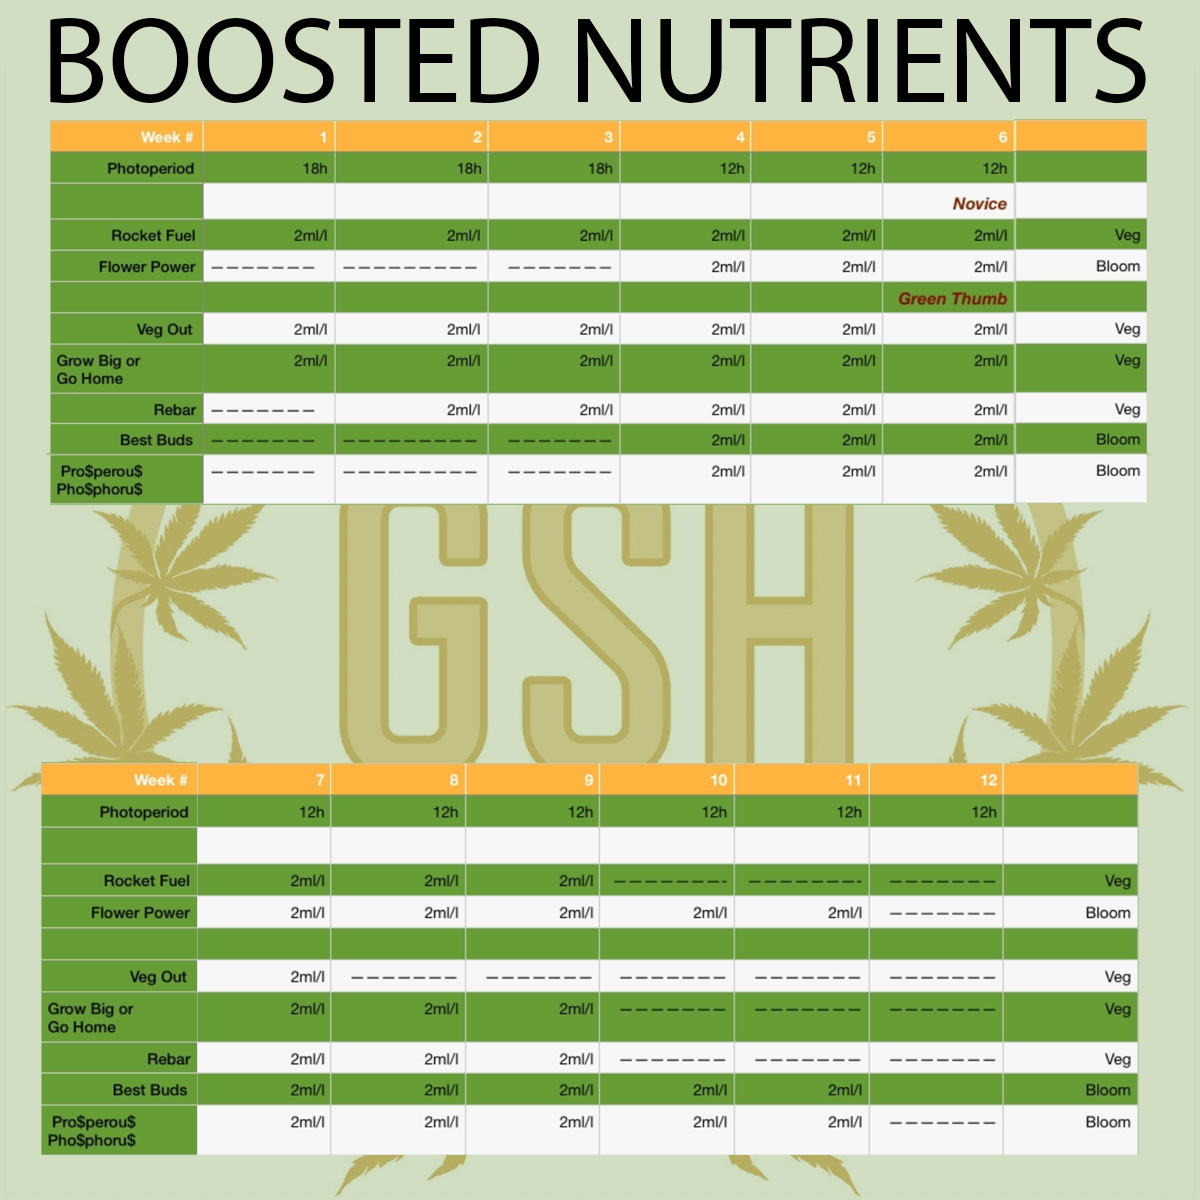 BOOSTED NUTRIENTS
Week # 1 2 3 4 5 6
Photoperiod 18h 18h 18h 12h 12h 12h
Novice
Rocket Fuel 2ml/l 2ml/l 2ml/l 2ml/l 2ml/l 2ml/l Veg
Flower Power ––––––– ––––––––– ––––––– 2ml/l 2ml/l 2ml/l Bloom
Green Thumb
Veg Out 2ml/l 2ml/l 2ml/l 2ml/l 2ml/l 2ml/l Veg
Grow Big or 2ml/l 2ml/l 2ml/l 2ml/l 2ml/l 2ml/l Veg
Go Home
Rebar ––––––– 2ml/l 2ml/l 2ml/l 2ml/l 2ml/l Veg
Best Buds ––––––– ––––––––– ––––––– 2ml/l 2ml/l 2ml/l Bloom
Pro$perou$ ––––––– ––––––––– ––––––– 2ml/l 2ml/l 2ml/l Bloom
Pho$phoru$
GSH
Week # 7 8 9 10 11 12
Photoperiod 12h 12h 12h 12h 12h 12h
Rocket Fuel 2ml/l 2ml/l 2ml/l –––––––- –––––––- ––––––– Veg
Flower Power 2ml/l 2ml/l 2ml/l 2ml/l 2ml/l ––––––– Bloom
Veg Out 2ml/l ––––––– ––––––– ––––––– ––––––– ––––––– Veg
Grow Big or 2ml/l 2ml/l 2ml/l ––––––– ––––––– ––––––– Veg
Go Home
Rebar 2ml/l 2ml/l 2ml/l ––––––– ––––––– ––––––– Veg
Best Buds 2ml/l 2ml/l 2ml/l 2ml/l 2ml/l Bloom
Pro$perou$ 2ml/l 2ml/l 2ml/l 2ml/l 2ml/l ––––––– Bloom
Pho$phoru$